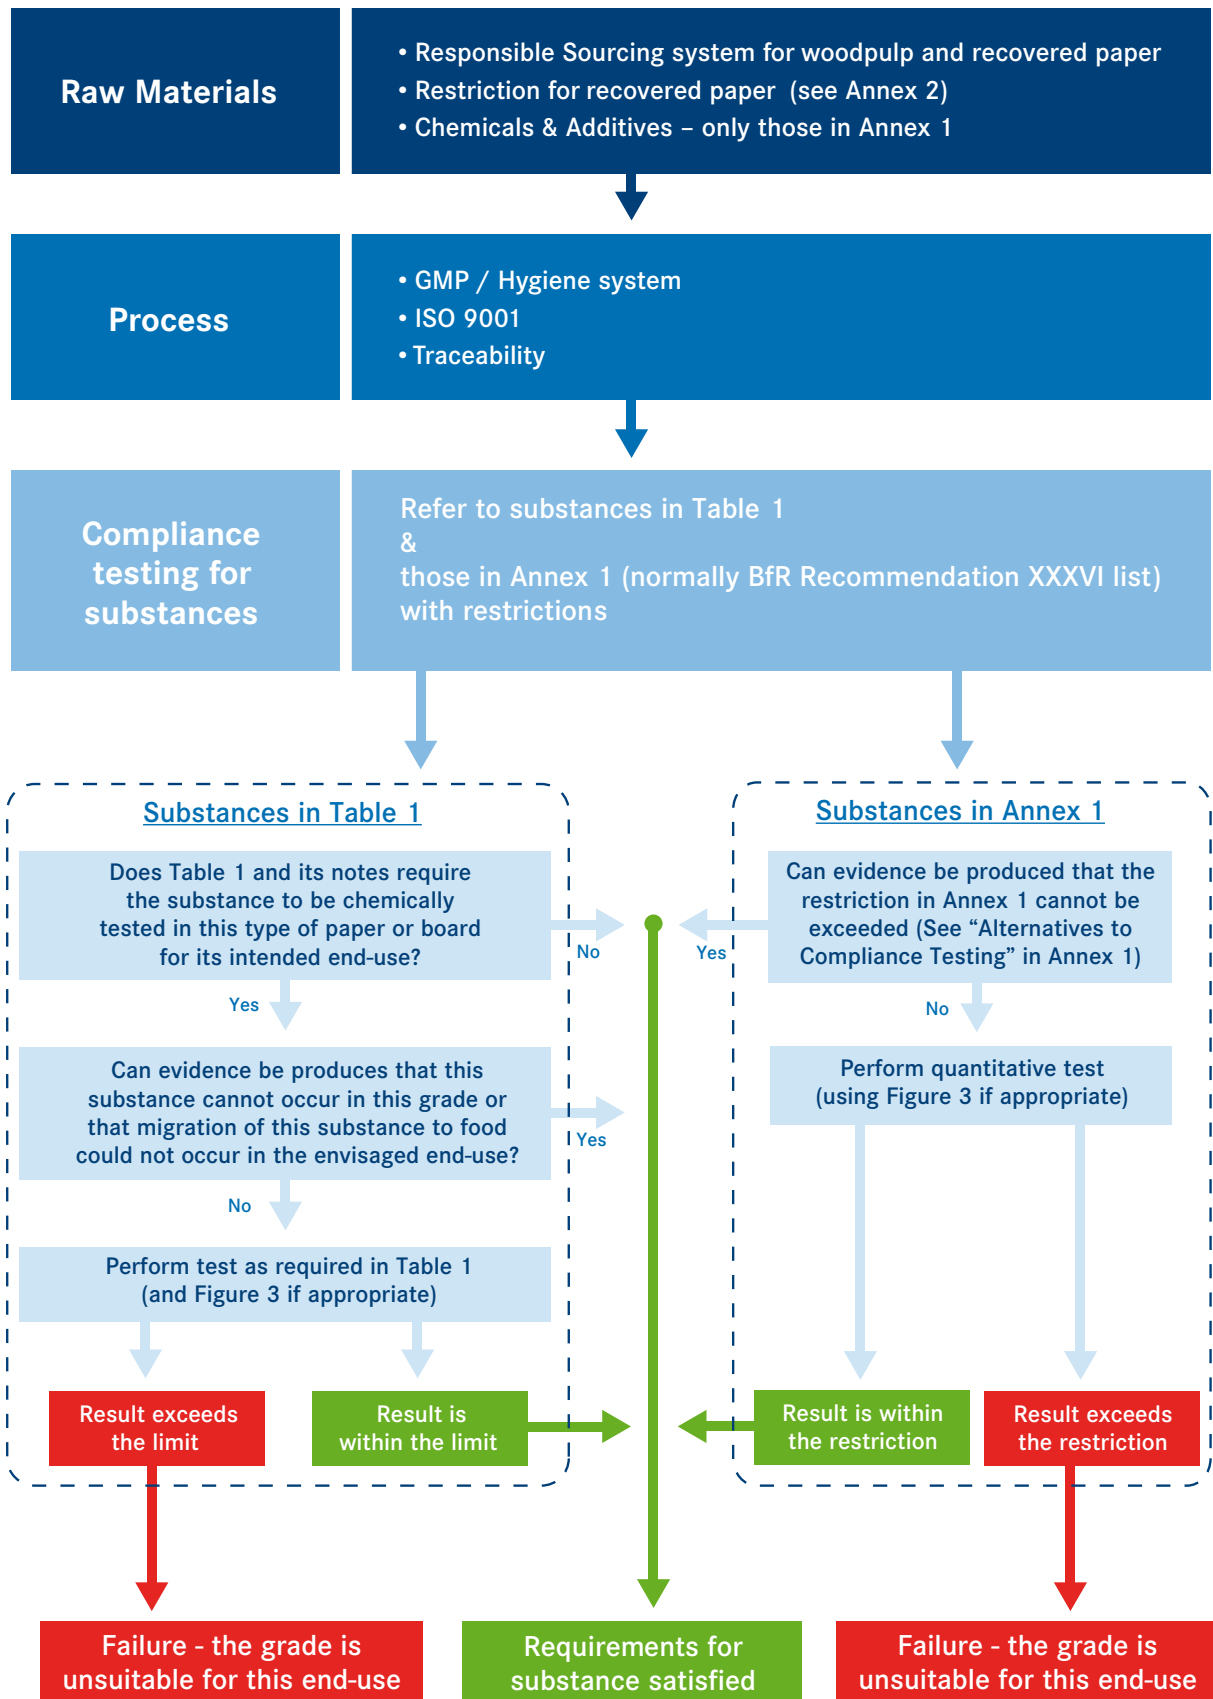 Raw Materials
• Responsible Sourcing system for woodpulp and recovered paper
• Restriction for recovered paper (see Annex 2)
• Chemicals & Additives – only those in Annex 1
Process
• GMP / Hygiene system
• ISO 9001
• Traceability
Compliance
testing for
substances
Refer to substances in Table 1
&
those in Annex 1 (normally BfR Recommendation XXXVI list)
with restrictions
Substances in Table 1
Does Table 1 and its notes require
the substance to be chemically
tested in this type of paper or board
for its intended end-use?
No
Yes
Can evidence be produces that this
substance cannot occur in this grade or
that migration of this substance to food
could not occur in the envisaged end-use?
Yes
No
Perform test as required in Table 1
(and Figure 3 if appropriate)
Result exceeds
the limit
Result is
within the limit
Substances in Annex 1
Can evidence be produced that the
restriction in Annex 1 cannot be
exceeded (See “Alternatives to
Compliance Testing” in Annex 1)
Yes
No
Perform quantitative test
(using Figure 3 if appropriate)
Result is within
the restriction
Result exceeds
the restriction
Failure - the grade is
unsuitable for this end-use
Requirements for
substance satisfied
Failure - the grade is
unsuitable for this end-use